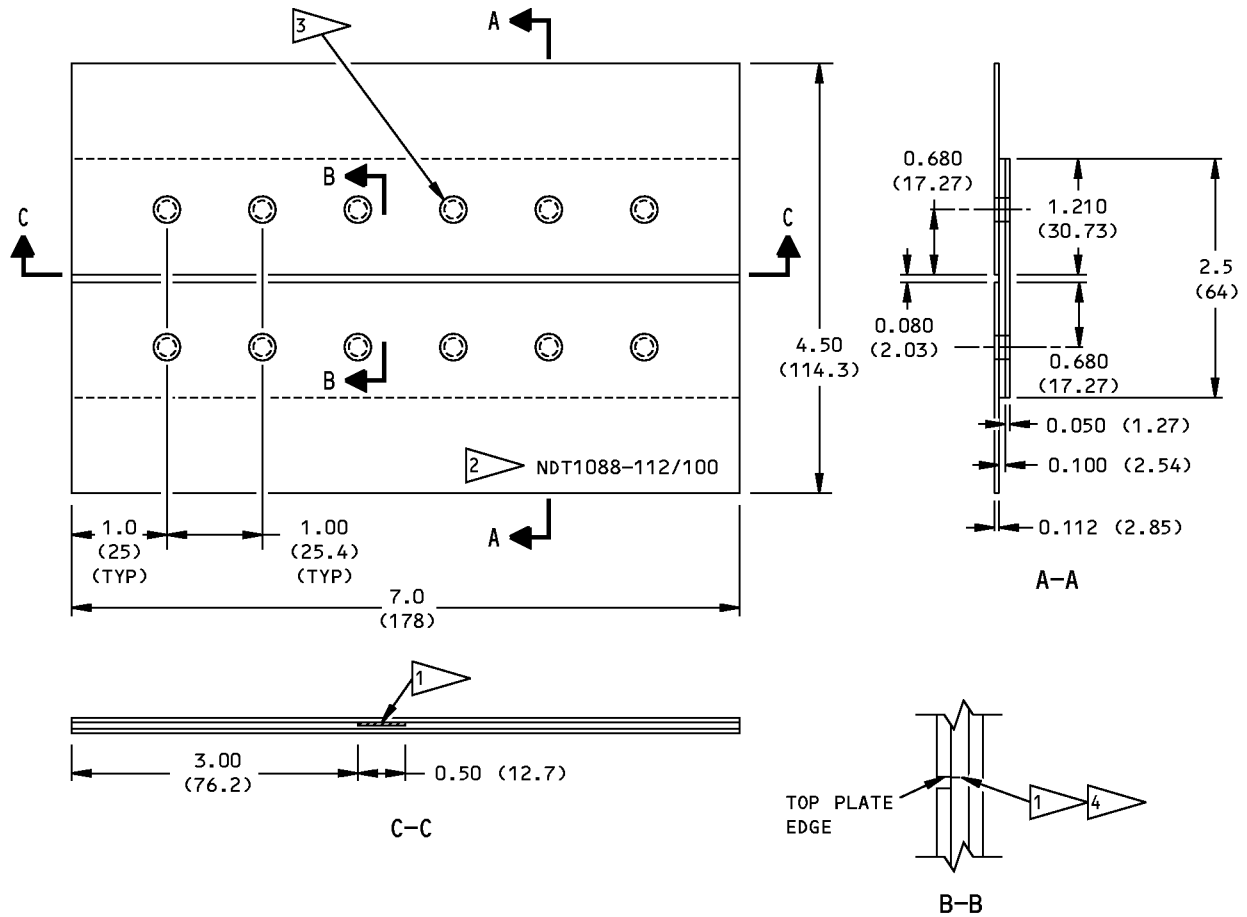 3
A
A
B
B
C
C
2 NDT1088-112/100
4.50
(114.3)
1.0
(25)
(TYP)
1.00
(25.4)
(TYP)
7.0
(178)
0.680
(17.27)
1.210
(30.73)
2.5
(64)
0.080
(2.03)
0.680
(17.27)
0.050 (1.27)
0.100 (2.54)
0.112 (2.85)
A-A
1
3.00
(76.2)
0.50 (12.7)
C-C
TOP PLATE
EDGE
1 4
B-B